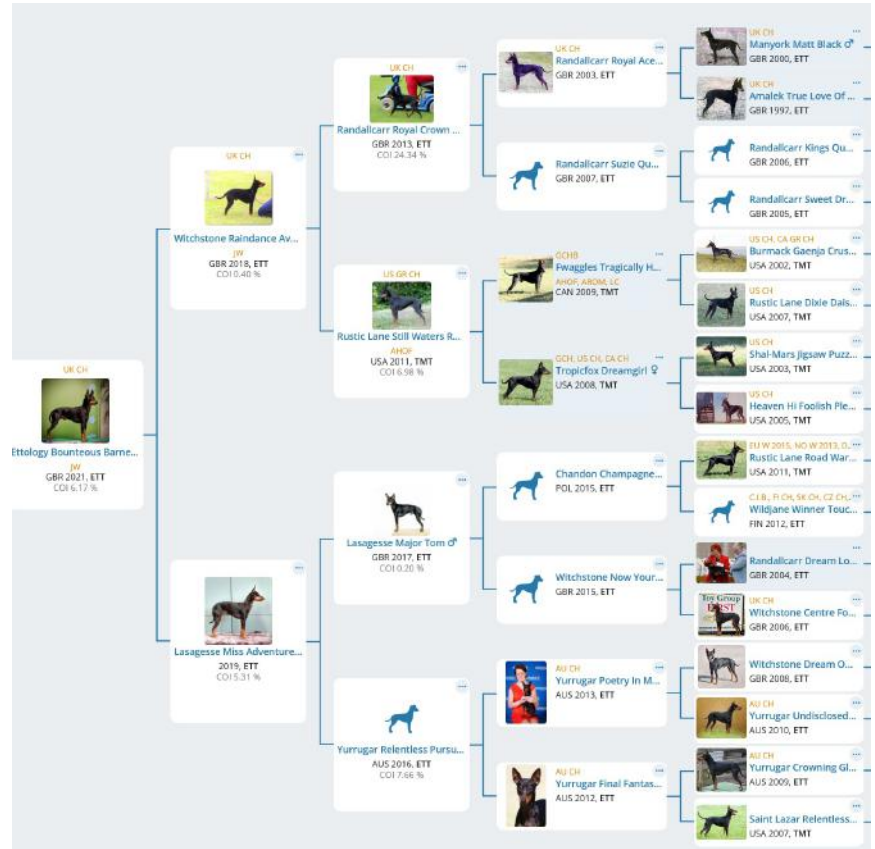 UK CH
Ettology Bounteous Barne...
JW
GBR 2021, ETT
COI 6.17 %
UK CH
Witchstone Raindance Av...
JW
GBR 2018, ETT
COI 0.40 %
Lasagesse Miss Adventure...
2019, ETT
COI 5.31 %
UK CH
Randallcarr Royal Crown ...
GBR 2013, ETT
COI 24.34 %
US GR CH
Rustic Lane Still Waters R...
AHOF
USA 2011, TMT
COI 6.98 %
Lasagesse Major Tom ♂
GBR 2017, ETT
COI 0.20 %
Yurrugar Relentless Pursu...
AUS 2016, ETT
COI 7.66 %
UK CH
Randallcarr Royal Ace...
GBR 2003, ETT
Randallcarr Suzie Qu...
GBR 2007, ETT
GCHB
Fwaggles Tragically H...
AHOF, ABOM, LC
CAN 2009, TMT
GCH, US CH, CA CH
Tropicfox Dreamgirl ♀
USA 2008, TMT
Chandon Champagne...
POL 2015, ETT
Witchstone Now Your...
GBR 2015, ETT
AU CH
Yurrugar Poetry In M...
AUS 2013, ETT
AU CH
Yurrugar Final Fantas...
AUS 2012, ETT
UK CH
Manyork Matt Black ♂
GBR 2000, ETT
UK CH
Amalek True Love Of ...
GBR 1997, ETT
Randallcarr Kings Qu...
GBR 2006, ETT
Randallcarr Sweet Dr...
GBR 2005, ETT
US CH, CA GR CH
Burmack Gaenja Crus...
USA 2002, TMT
US CH
Rustic Lane Dixie Dais...
USA 2007, TMT
US CH
Shal-Mars Jigsaw Puzz...
USA 2003, TMT
US CH
Heaven Hi Foolish Ple...
USA 2005, TMT
EU W 2015, NO W 2013, D...
Rustic Lane Road War...
USA 2011, TMT
C.I.B., FI CH, SK CH, CZ CH,...
Wildjane Winner Touc...
FIN 2012, ETT
Randallcarr Dream Lo...
GBR 2004, ETT
Toy Group
FIRST
UK CH
Witchstone Centre Fo...
GBR 2006, ETT
Witchstone Dream O...
GBR 2008, ETT
AU CH
Yurrugar Undisclosed...
AUS 2010, ETT
AU CH
Yurrugar Crowning Gl...
AUS 2009, ETT
Saint Lazar Relentless...
USA 2007, TMT